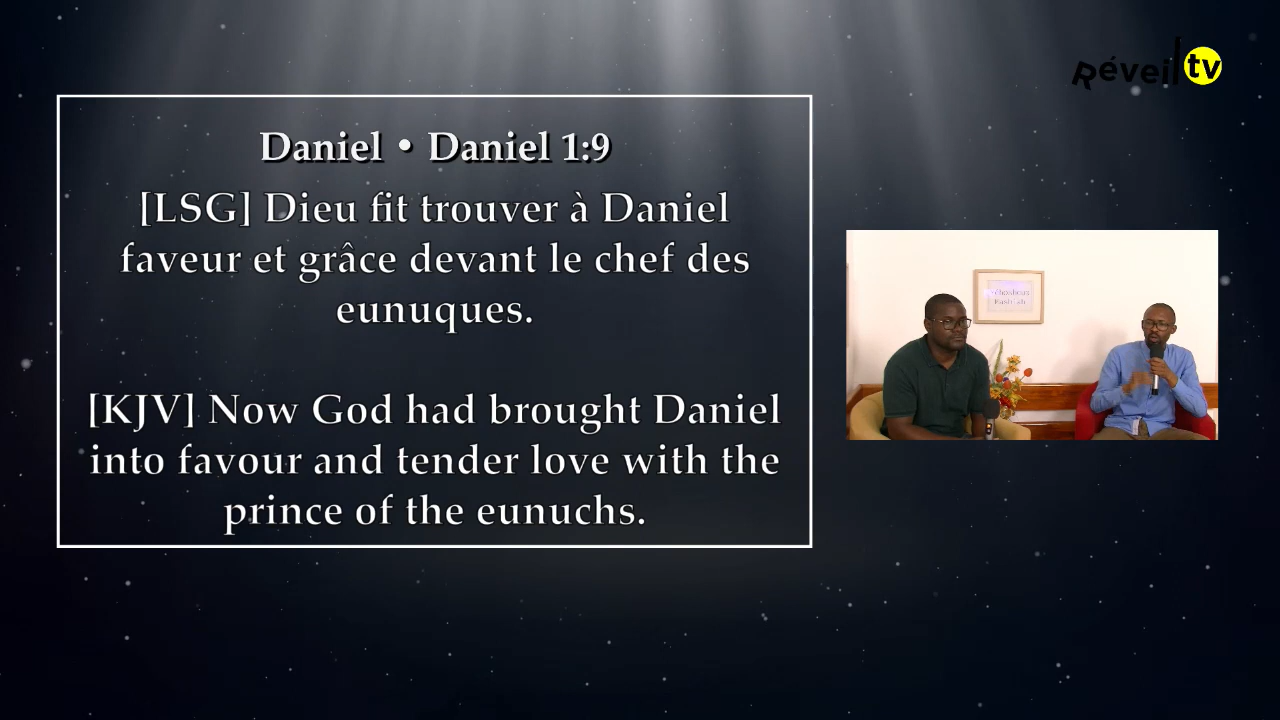 Réveil tv
Daniel • Daniel 1:9
[LSG] Dieu fit trouver à Daniel
faveur et grâce devant le chef des
eunuques.
[KJV] Now God had brought Daniel
into favour and tender love with the
prince of the eunuchs.